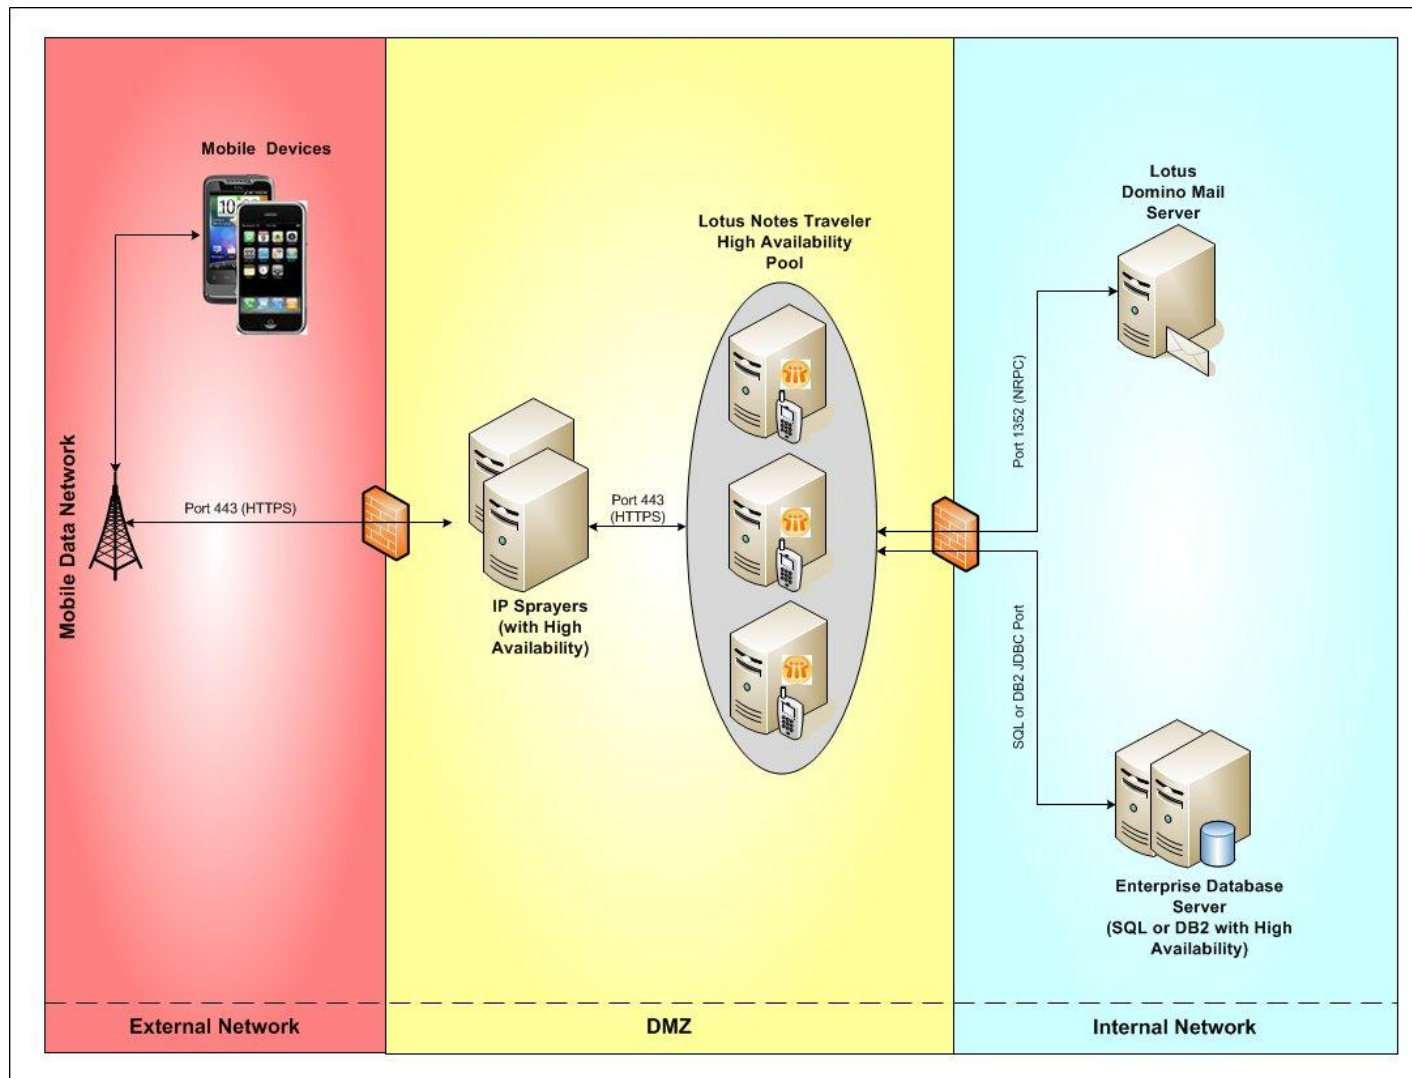 Mobile Devices
Mobile Data Network
Port 443 (HTTPS)
IP Sprayers
(with High
Availability)
Port 443
(HTTPS)
Lotus Notes Traveler
High Availability
Pool
Port 1352 (NRPC)
SQL or DB2 JDBC Port
Lotus
Domino Mail
Server
Enterprise Database
Server
(SQL or DB2 with High
Availability)
External Network
DMZ
Internal Network